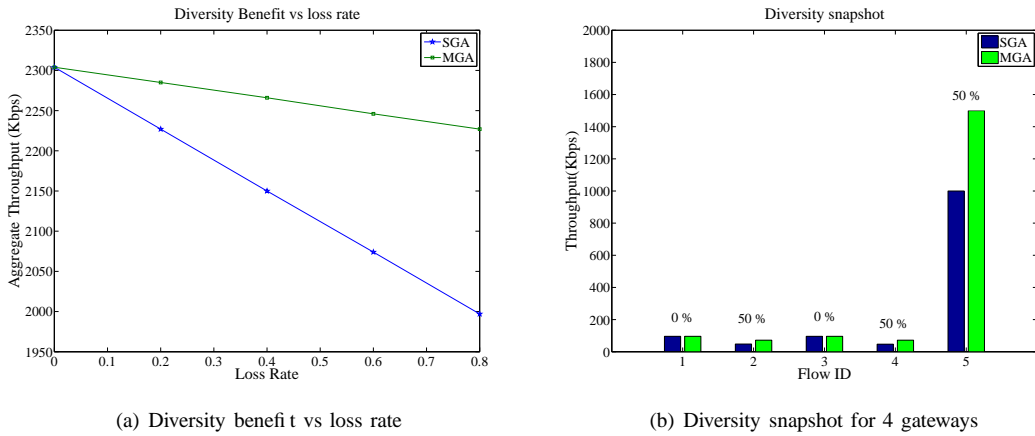 Diversity Benefit vs loss rate
2350
2300
2250
2200
2150
2100
2050
2000
1950
Aggregate Throughput (Kbps)
SGA
MGA
0 0.1 0.2 0.3 0.4 0.5 0.6 0.7 0.8
Loss Rate
(a) Diversity benefit vs loss rate
Diversity snapshot
2000
1800
1600
1400
1200
1000
800
600
400
200
0
Throughput(Kbps)
SGA
MGA
0 %
50 %
0 %
50 %
50 %
1 2 3 4 5
Flow ID
(b) Diversity snapshot for 4 gateways